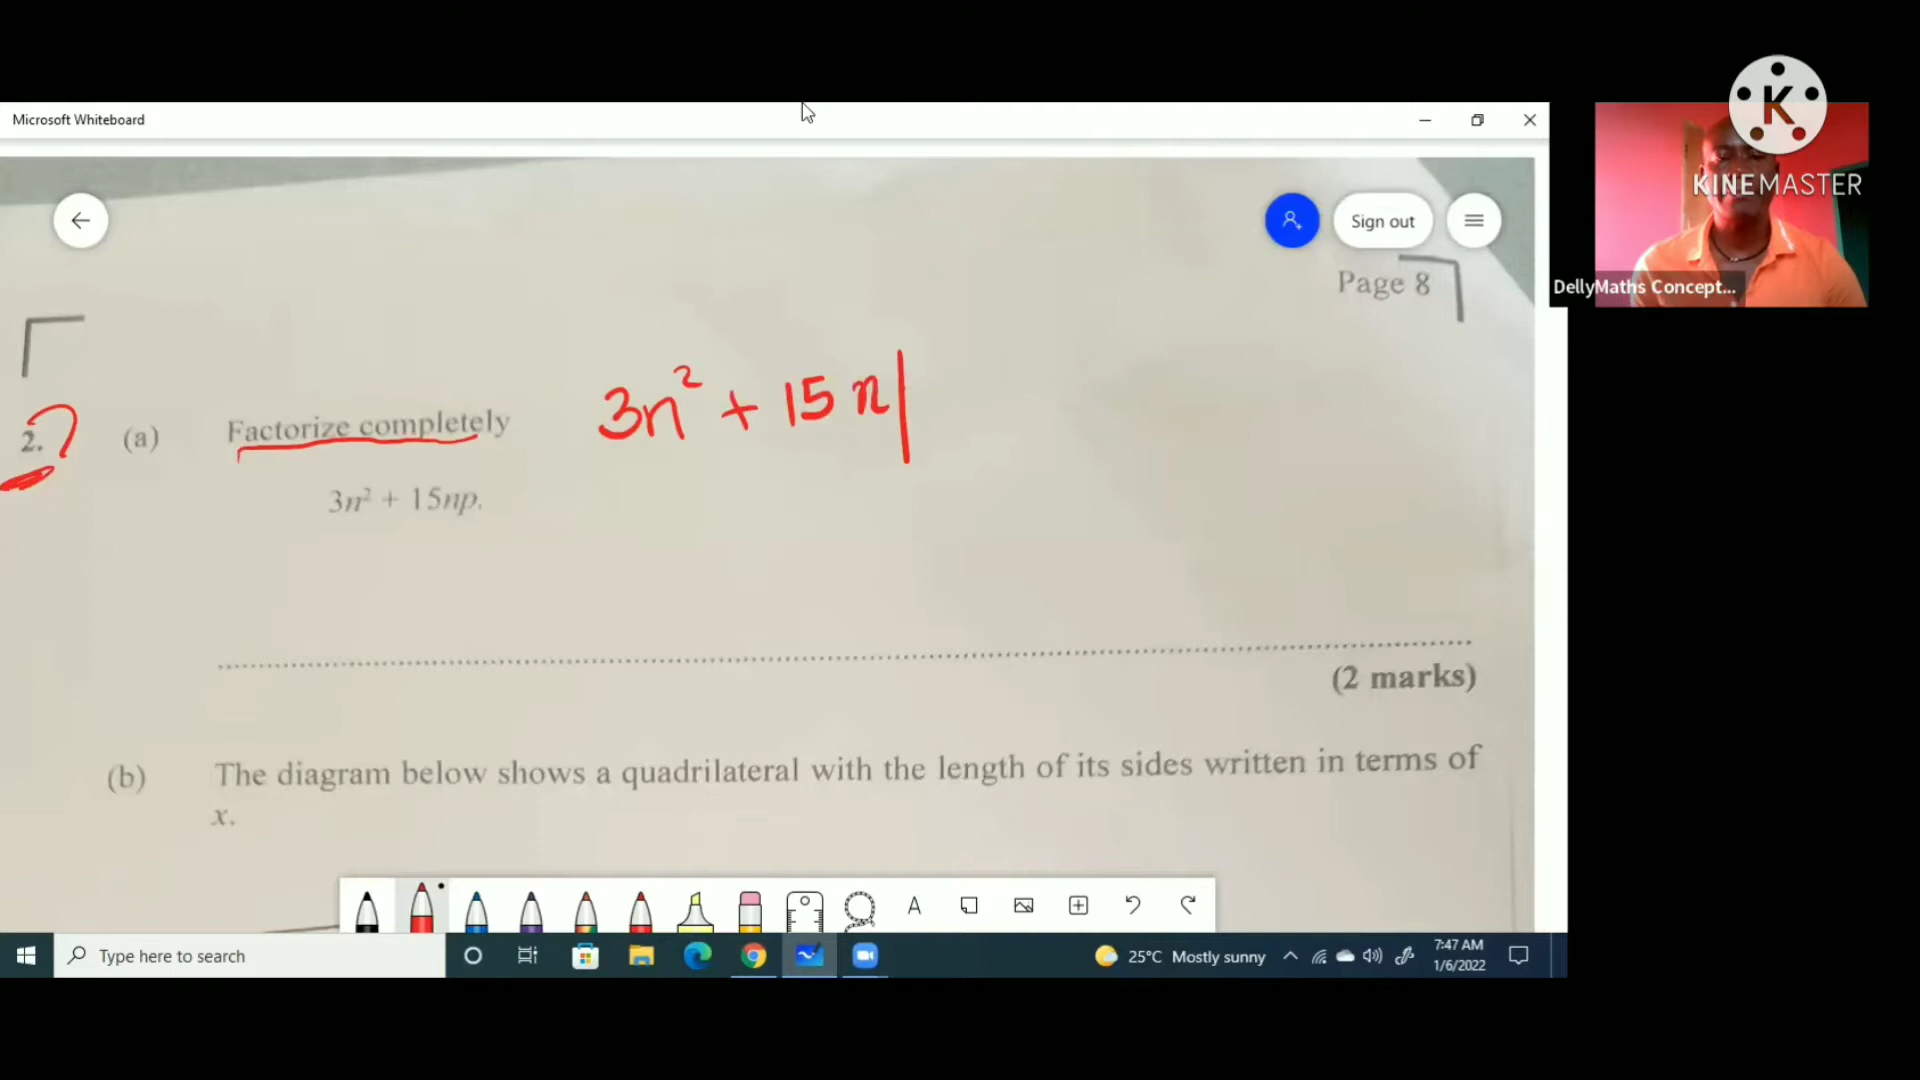 Microsoft Whiteboard
KINEMASTER
Sign out
Page 8
DellyMaths Concept...
3n² + 15n
2. (a) Factorize completely
3n² + 15np.
(2 marks)
(b) The diagram below shows a quadrilateral with the length of its sides written in terms of
x.
Type here to search
25°C Mostly sunny
7:47 AM
1/6/2022